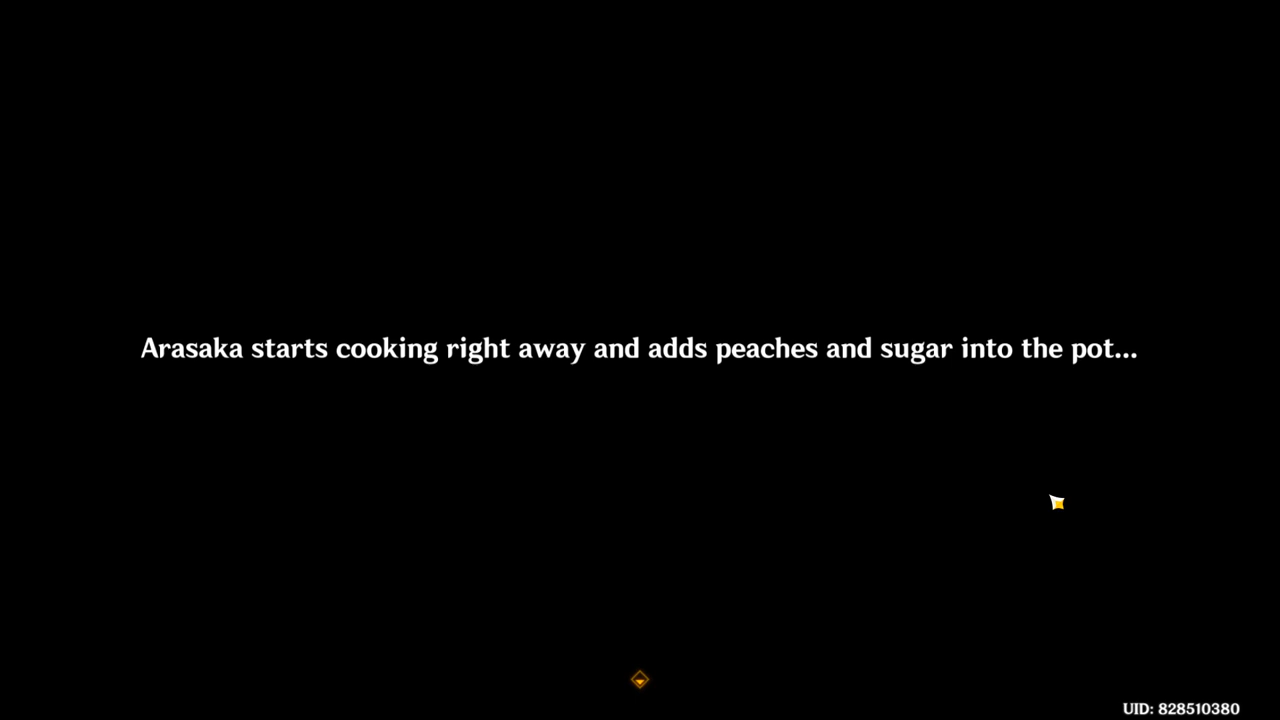 Arasaka starts cooking right away and adds peaches and sugar into the pot...
UID: 828510380